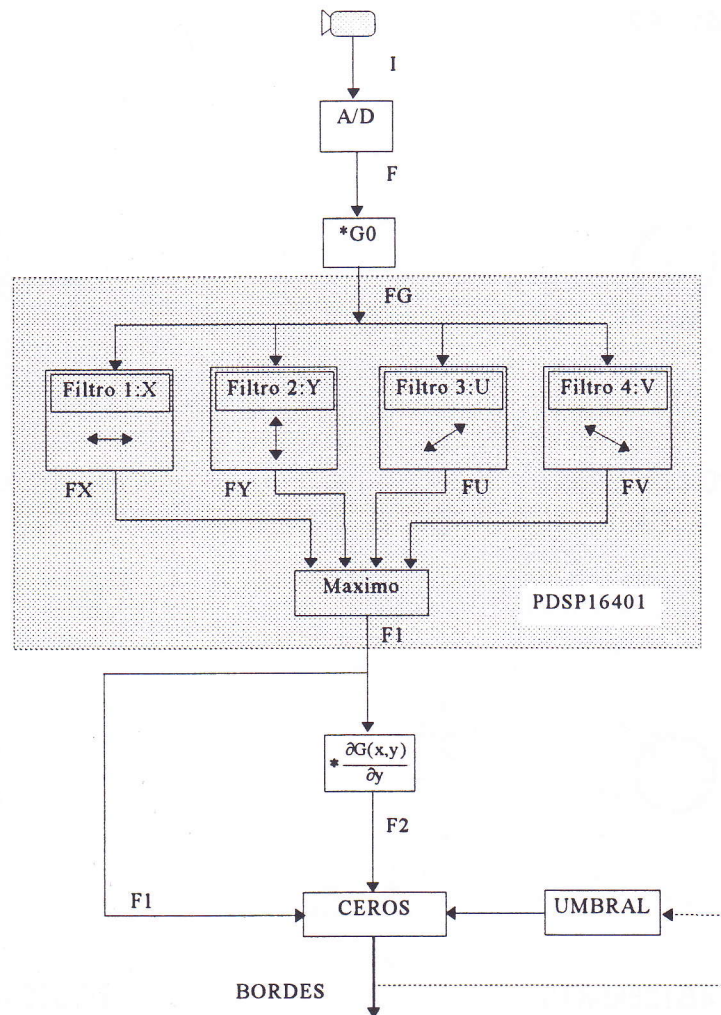 I
A/D
F
*G0
FG
Filtro 1:X
Filtro 2:Y
Filtro 3:U
Filtro 4:V
FX
FY
FU
FV
Maximo
PDSP16401
F1
* ∂G(x,y)
∂y
F2
F1
CEROS
UMBRAL
BORDES